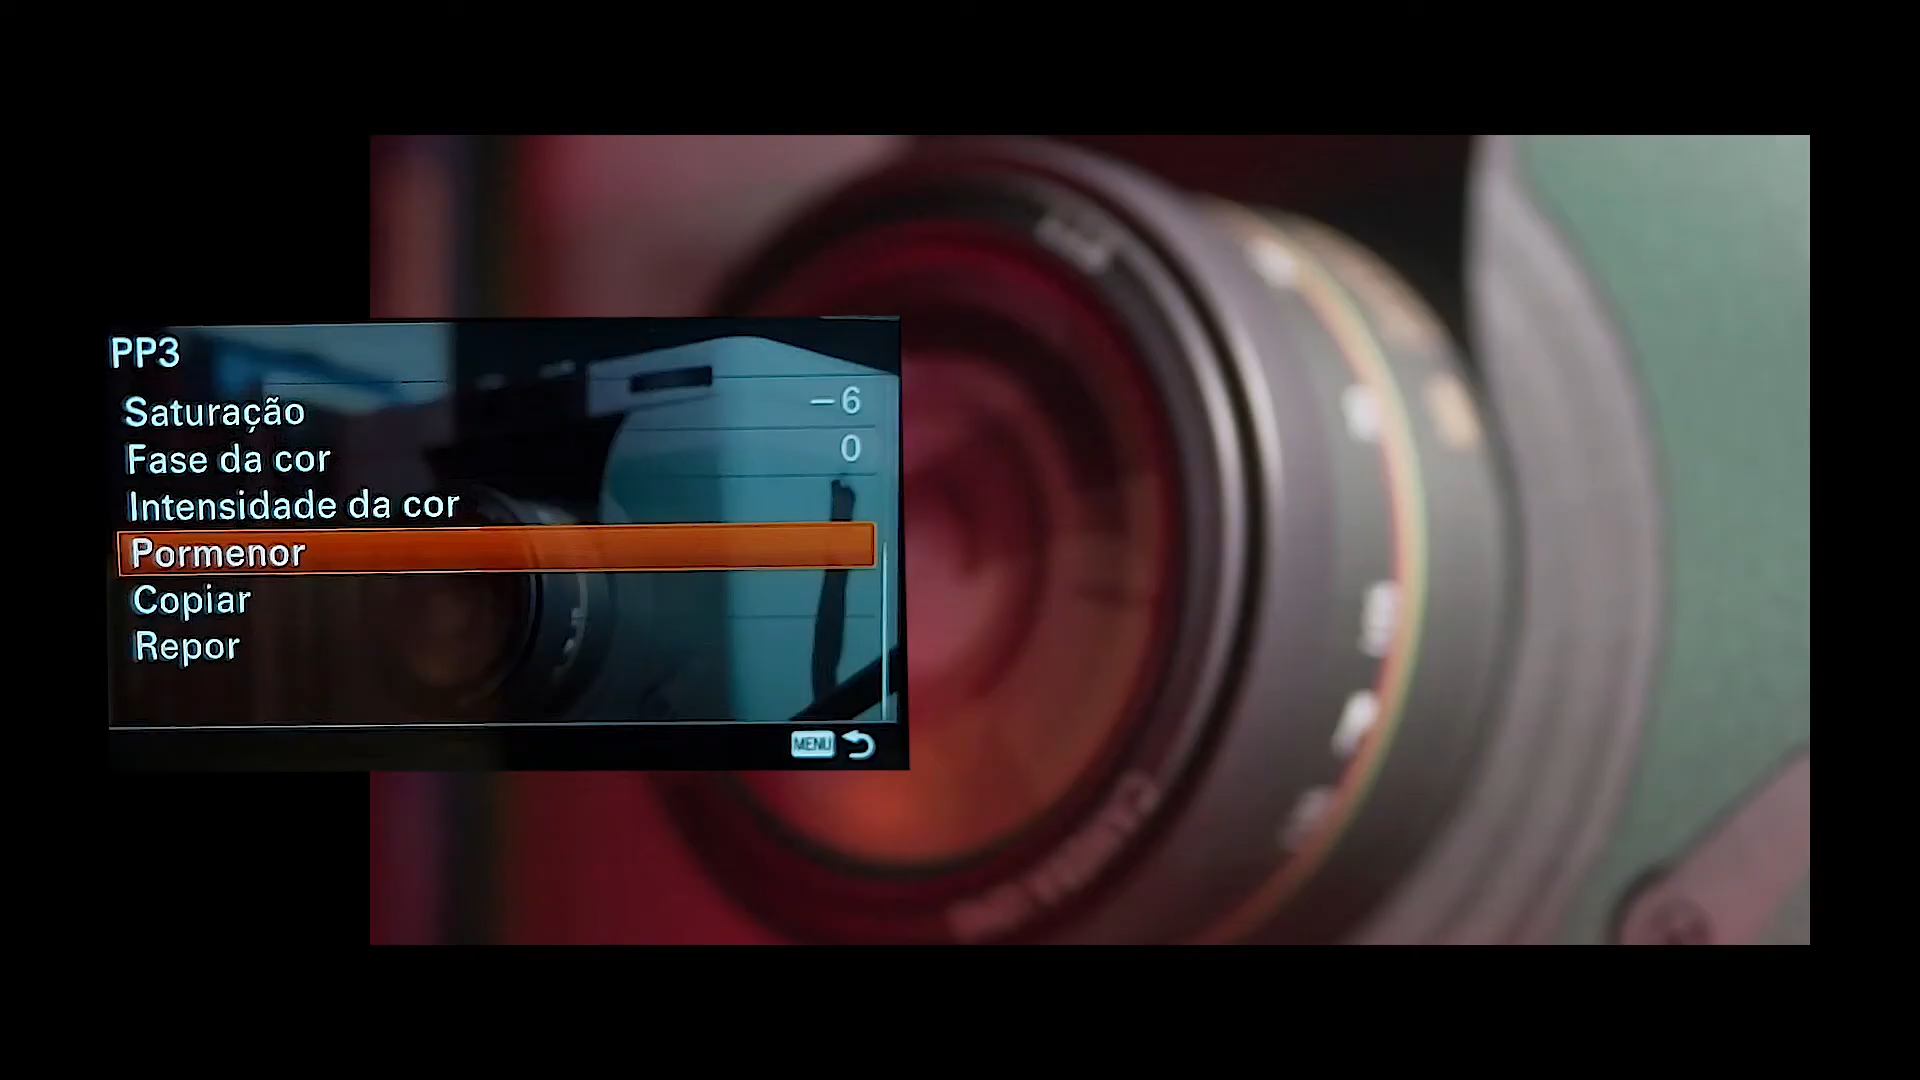 PP3
Saturação –6
Fase da cor 0
Intensidade da cor
Pormenor
Copiar
Repor
MENU